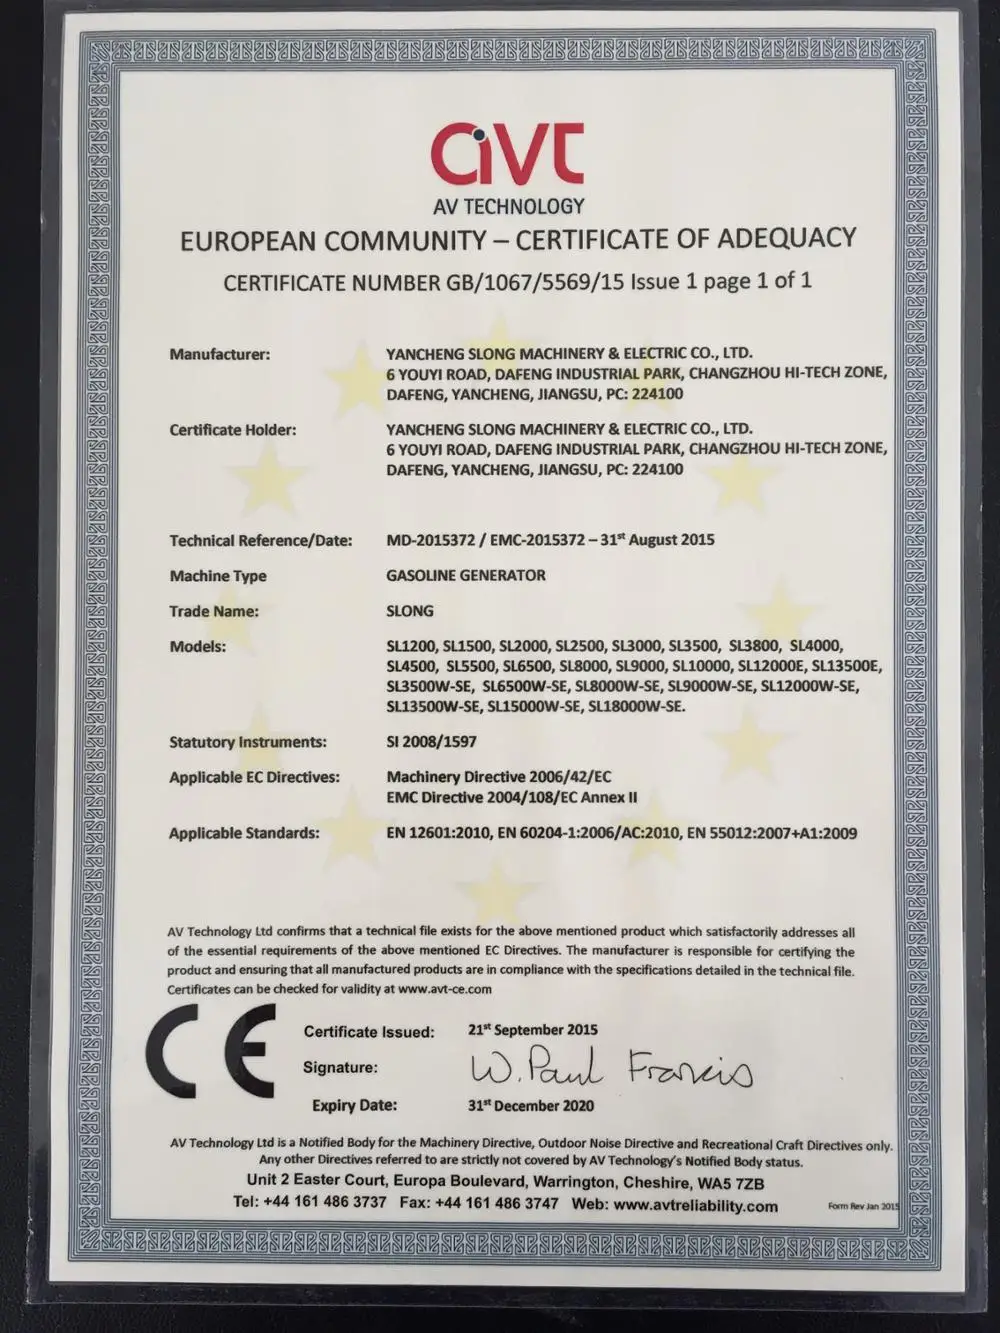 avt
AV TECHNOLOGY
EUROPEAN COMMUNITY – CERTIFICATE OF ADEQUACY
CERTIFICATE NUMBER GB/1067/5569/15 Issue 1 page 1 of 1
Manufacturer: YANCHENG SLONG MACHINERY & ELECTRIC CO., LTD.
6 YOUYI ROAD, DAFENG INDUSTRIAL PARK, CHANGZHOU HI-TECH ZONE,
DAFENG, YANCHENG, JIANGSU, PC: 224100
Certificate Holder: YANCHENG SLONG MACHINERY & ELECTRIC CO., LTD.
6 YOUYI ROAD, DAFENG INDUSTRIAL PARK, CHANGZHOU HI-TECH ZONE,
DAFENG, YANCHENG, JIANGSU, PC: 224100
Technical Reference/Date: MD-2015372 / EMC-2015372 – 31st August 2015
Machine Type GASOLINE GENERATOR
Trade Name: SLONG
Models: SL1200, SL1500, SL2000, SL2500, SL3000, SL3500, SL3800, SL4000,
SL4500, SL5500, SL6500, SL8000, SL9000, SL10000, SL12000E, SL13500E,
SL3500W-SE, SL6500W-SE, SL8000W-SE, SL9000W-SE, SL12000W-SE,
SL13500W-SE, SL15000W-SE, SL18000W-SE.
Statutory Instruments: SI 2008/1597
Applicable EC Directives: Machinery Directive 2006/42/EC
EMC Directive 2004/108/EC Annex II
Applicable Standards: EN 12601:2010, EN 60204-1:2006/AC:2010, EN 55012:2007+A1:2009
AV Technology Ltd confirms that a technical file exists for the above mentioned product which satisfactorily addresses all
of the essential requirements of the above mentioned EC Directives. The manufacturer is responsible for certifying the
product and ensuring that all manufactured products are in compliance with the specifications detailed in the technical file.
Certificates can be checked for validity at www.avt-ce.com
CE
Certificate Issued: 21st September 2015
Signature: W. Paul Francis
Expiry Date: 31st December 2020
AV Technology Ltd is a Notified Body for the Machinery Directive, Outdoor Noise Directive and Recreational Craft Directives only.
Any other Directives referred to are strictly not covered by AV Technology's Notified Body status.
Unit 2 Easter Court, Europa Boulevard, Warrington, Cheshire, WA5 7ZB
Tel: +44 161 486 3737 Fax: +44 161 486 3747 Web: www.avtreliability.com
Form Rev Jan 2015